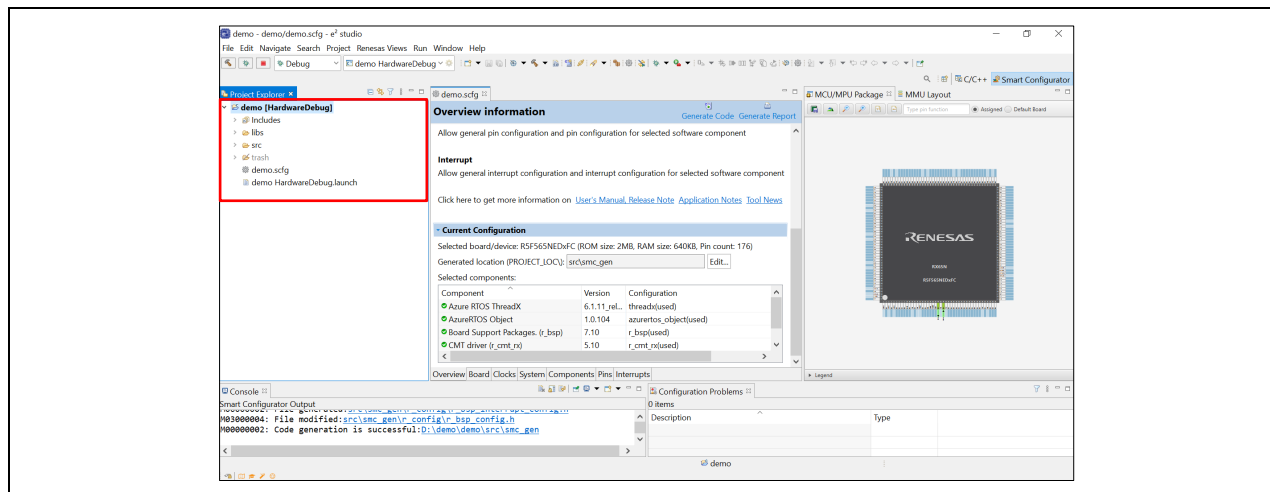 demo - demo/demo.scfg - e² studio
File Edit Navigate Search Project Renesas Views Run Window Help
Debug demo HardwareDebug
C/C++ Smart Configurator
Project Explorer
demo [HardwareDebug]
Includes
libs
src
trash
demo.scfg
demo HardwareDebug.launch
demo.scfg
Overview information
Generate Code Generate Report
Allow general pin configuration and pin configuration for selected software component
Interrupt
Allow general interrupt configuration and interrupt configuration for selected software component
Click here to get more information on User's Manual, Release Note Application Notes Tool News
Current Configuration
Selected board/device: R5F565NEDxFC (ROM size: 2MB, RAM size: 640KB, Pin count: 176)
Generated location (PROJECT_LOC\): src\smc_gen Edit...
Selected components:
Component Version Configuration
Azure RTOS ThreadX 6.1.11_rel... threadx(used)
AzureRTOS Object 1.0.104 azurertos_object(used)
Board Support Packages. (r_bsp) 7.10 r_bsp(used)
CMT driver (r_cmt_rx) 5.10 r_cmt_rx(used)
Overview Board Clocks System Components Pins Interrupts
MCU/MPU Package MMU Layout
Type pin function Assigned Default Board
RENESAS
RX65N
R5F565NEDxFC
Legend
Console
Smart Configurator Output
M00000002: File generated:src\smc_gen\r_config\r_bsp_interrupt_config.h
M03000004: File modified:src\smc_gen\r_config\r_bsp_config.h
M00000002: Code generation is successful:D:\demo\demo\src\smc_gen
Configuration Problems
0 items
Description Type
demo